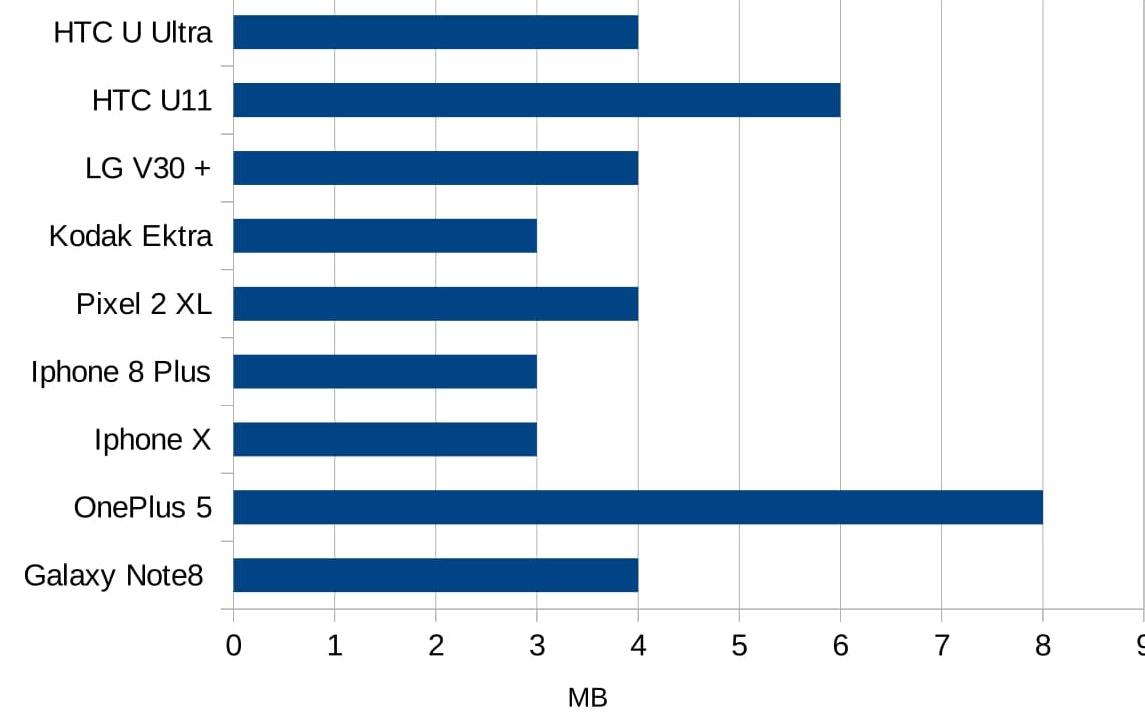 HTC U Ultra
HTC U11
LG V30 +
Kodak Ektra
Pixel 2 XL
Iphone 8 Plus
Iphone X
OnePlus 5
Galaxy Note8
0 1 2 3 4 5 6 7 8 9
MB